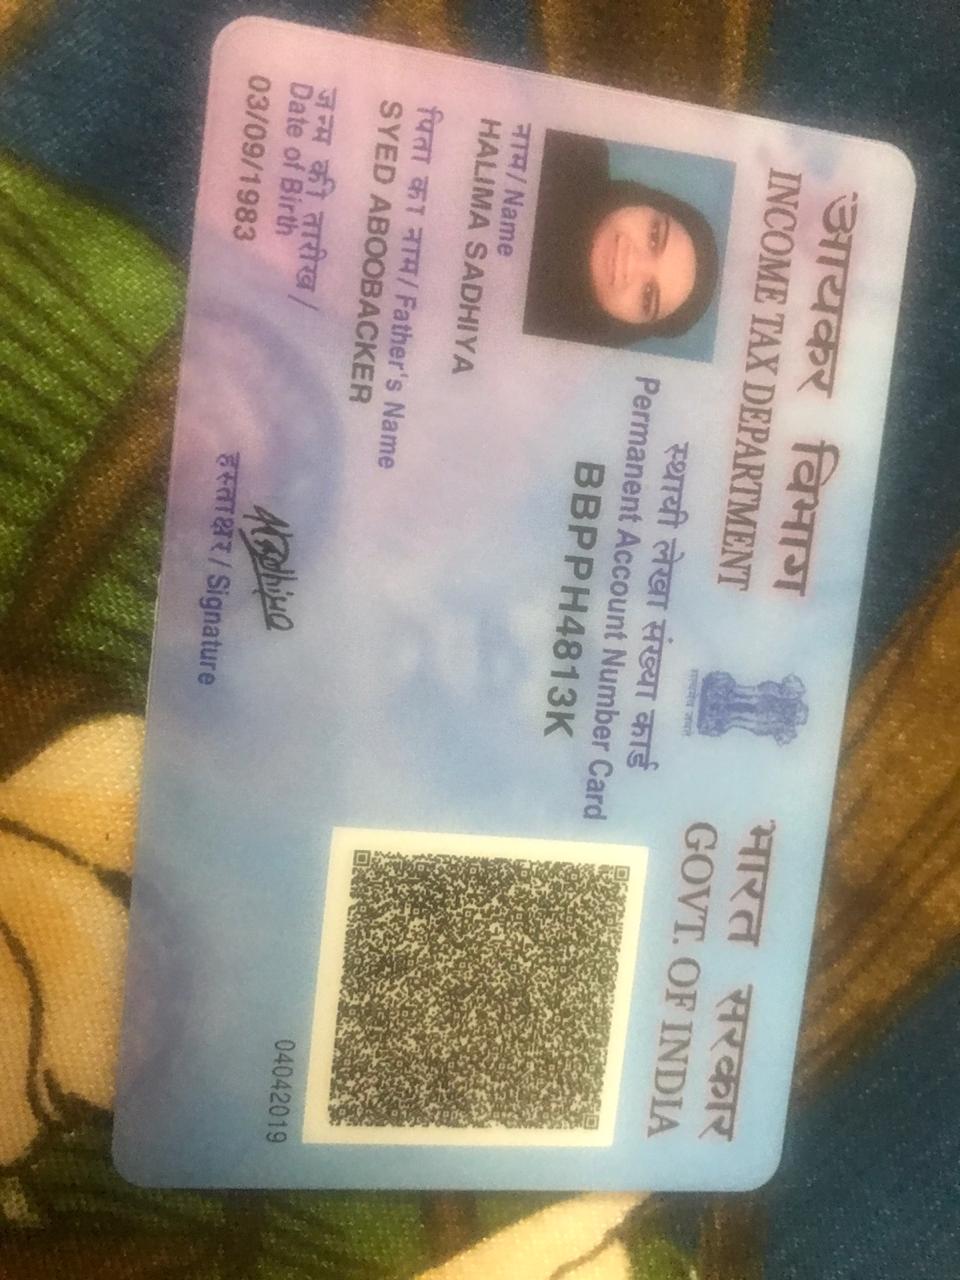 आयकर विभाग
INCOME TAX DEPARTMENT
भारत सरकार
GOVT. OF INDIA
स्थायी लेखा संख्या कार्ड
Permanent Account Number Card
BBPPH4813K
नाम / Name
HALIMA SADHIYA
पिता का नाम / Father's Name
SYED ABOOBACKER
जन्म की तारीख /
Date of Birth
03/09/1983
हस्ताक्षर / Signature
04042019